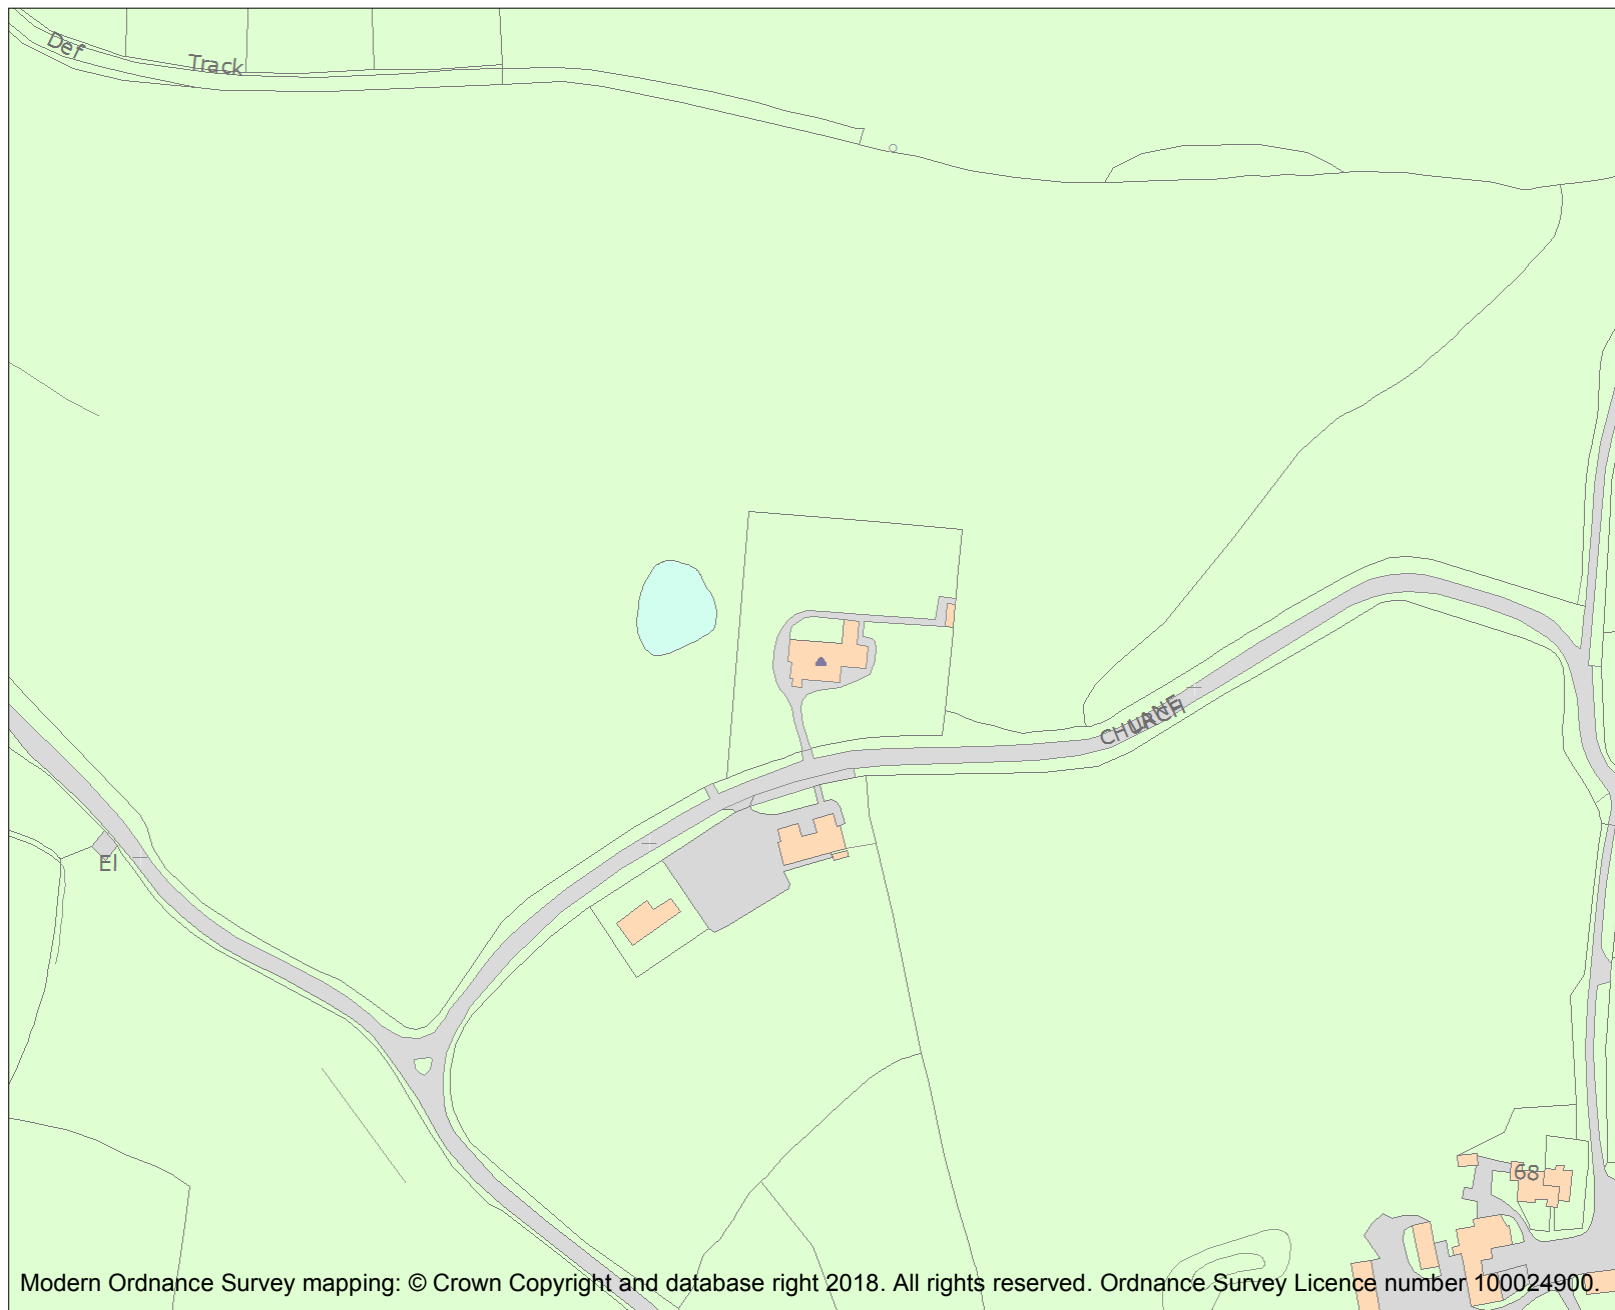 Def
Track
CHURCH
LANE
El
68
Modern Ordnance Survey mapping: © Crown Copyright and database right 2018. All rights reserved. Ordnance Survey Licence number 100024900.